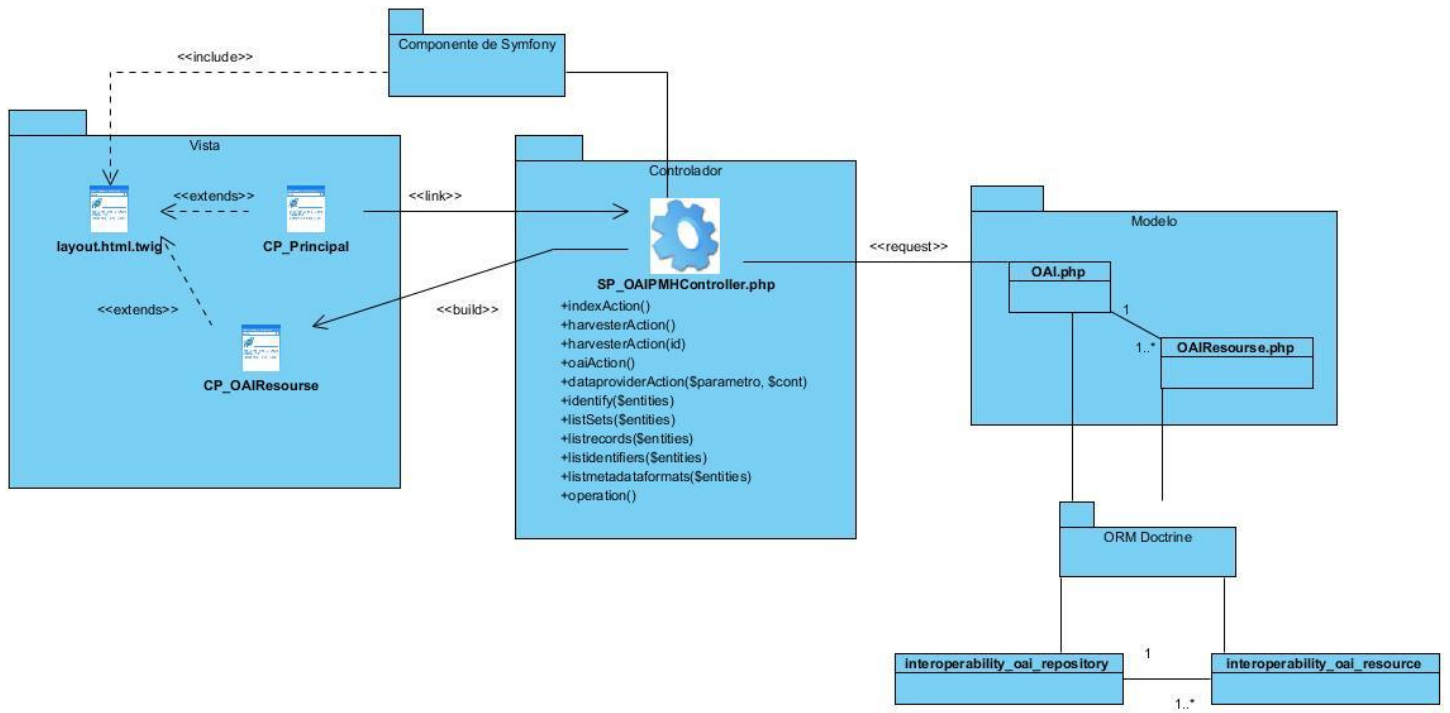 Componente de Symfony
<<include>>
Vista
<<extends>>
layout.html.twig
CP_Principal
<<extends>>
CP_OAIResourse
<<link>>
<<build>>
Controlador
SP_OAIPMHController.php
+indexAction()
+harvesterAction()
+harvesterAction(id)
+oaiAction()
+dataproviderAction($parametro, $cont)
+identify($entities)
+listSets($entities)
+listrecords($entities)
+listidentifiers($entities)
+listmetadataformats($entities)
+operation()
<<request>>
Modelo
OAI.php
1
1..*
OAIResourse.php
ORM Doctrine
interoperability_oai_repository
1
1..*
interoperability_oai_resource